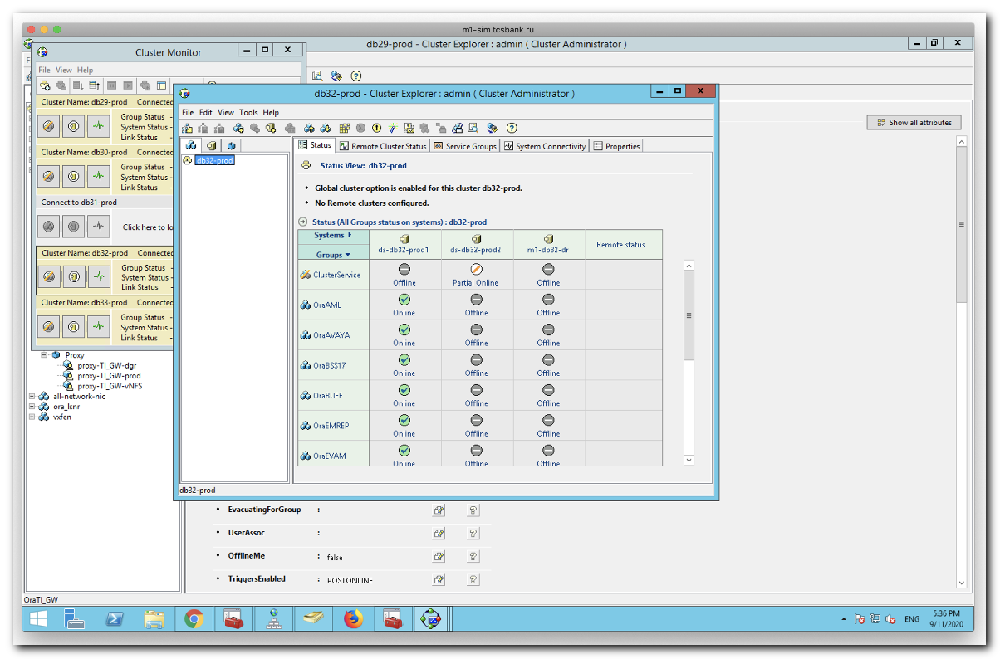 m1-sim.tcsbank.ru
db29-prod - Cluster Explorer : admin ( Cluster Administrator )
Cluster Monitor
File View Help
Cluster Name: db29-prod Connected
Group Status -
System Status -
Link Status -
Cluster Name: db30-prod Connected
Group Status -
System Status -
Link Status -
Connect to db31-prod
Click here to lo
Cluster Name: db32-prod Connected
Group Status -
System Status -
Link Status -
Cluster Name: db33-prod Connected
Group Status -
System Status -
Link Status -
Proxy
proxy-TI_GW-dgr
proxy-TI_GW-prod
proxy-TI_GW-vNFS
all-network-nic
ora_lsnr
vxfen
Show all attributes
db32-prod - Cluster Explorer : admin ( Cluster Administrator )
File Edit View Tools Help
db32-prod
Status Remote Cluster Status Service Groups System Connectivity Properties
Status View: db32-prod
• Global cluster option is enabled for this cluster db32-prod.
• No Remote clusters configured.
Status (All Groups status on systems) : db32-prod
Systems
Groups
ds-db32-prod1 ds-db32-prod2 m1-db32-dr Remote status
ClusterService Offline Partial Online Offline
OraAML Online Offline Offline
OraAVAYA Online Offline Offline
OraBSS17 Online Offline Offline
OraBUFF Online Offline Offline
OraEMREP Online Offline Offline
OraEVAM Online Offline Offline
db32-prod
• EvacuatingForGroup :
• UserAssoc :
• OfflineMe : false
• TriggersEnabled : POSTONLINE
OraTI_GW
ENG
5:36 PM
9/11/2020